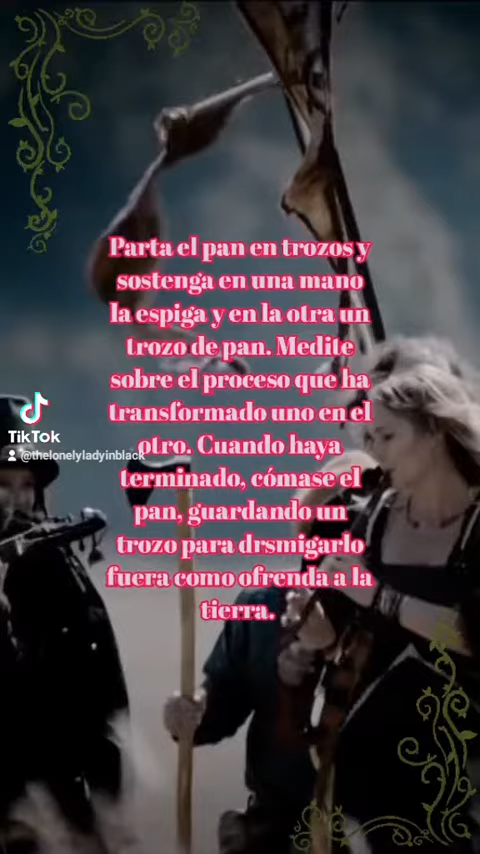 Parta el pan en trozos y
sostenga en una mano
la espiga y en la otra un
trozo de pan. Medite
sobre el proceso que ha
transformado uno en el
otro. Cuando haya
terminado, cómase el
pan, guardando un
trozo para drsmigarlo
fuera como ofrenda a la
tierra.
TikTok
@thelonelyladyinblack